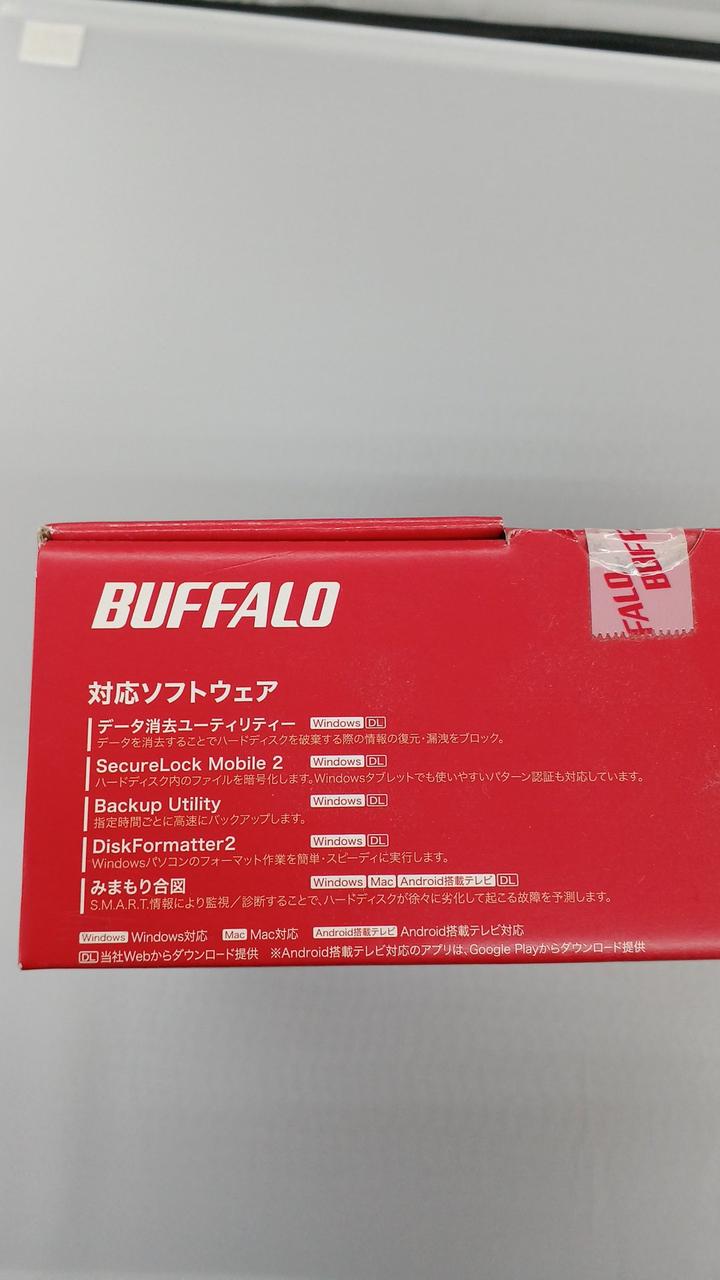 BUFFALO
FALO
BUFF
対応ソフトウェア
データ消去ユーティリティー Windows DL
データを消去することでハードディスクを破棄する際の情報の復元・漏洩をブロック。
SecureLock Mobile 2 Windows DL
ハードディスク内のファイルを暗号化します。Windowsタブレットでも使いやすいパターン認証も対応しています。
Backup Utility Windows DL
指定時間ごとに高速にバックアップします。
DiskFormatter2 Windows DL
Windowsパソコンのフォーマット作業を簡単・スピーディに実行します。
みまもり合図 Windows Mac Android搭載テレビ DL
S.M.A.R.T.情報により監視／診断することで、ハードディスクが徐々に劣化して起こる故障を予測します。
Windows Windows対応 Mac Mac対応 Android搭載テレビ Android搭載テレビ対応
DL 当社Webからダウンロード提供 ※Android搭載テレビ対応のアプリは、Google Playからダウンロード提供